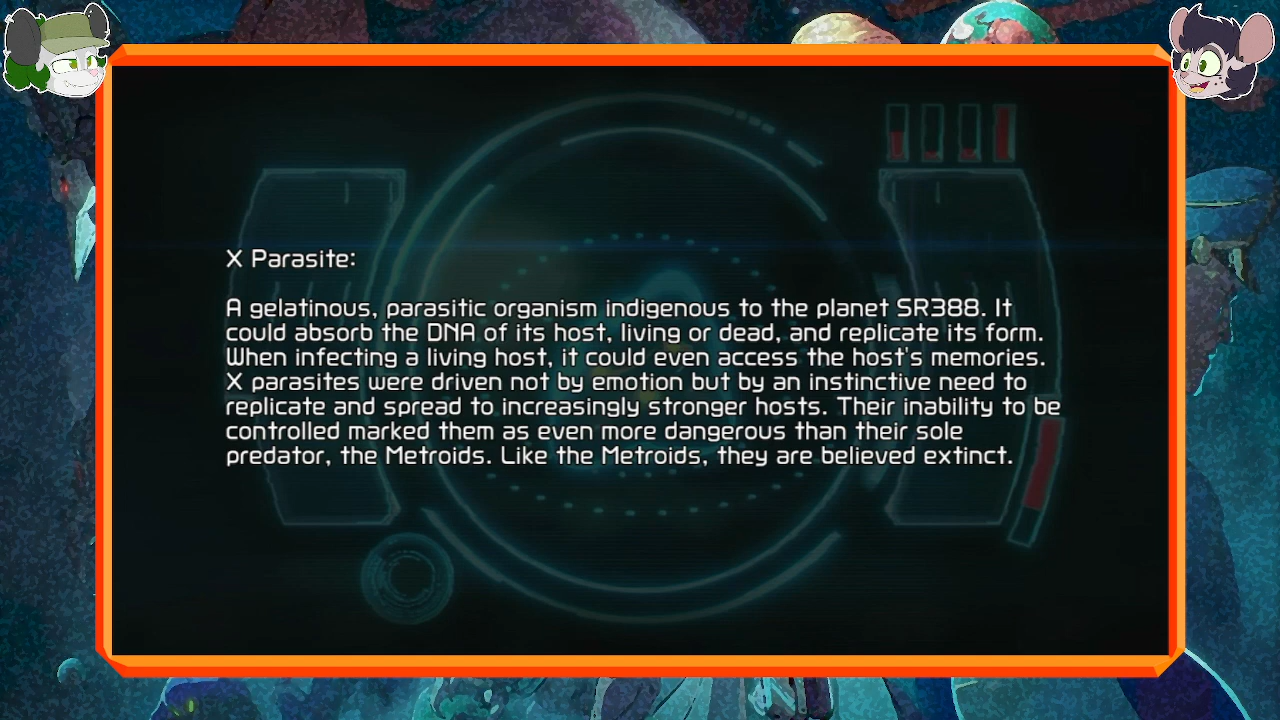 X Parasite:
A gelatinous, parasitic organism indigenous to the planet SR388. It
could absorb the DNA of its host, living or dead, and replicate its form.
When infecting a living host, it could even access the host's memories.
X parasites were driven not by emotion but by an instinctive need to
replicate and spread to increasingly stronger hosts. Their inability to be
controlled marked them as even more dangerous than their sole
predator, the Metroids. Like the Metroids, they are believed extinct.